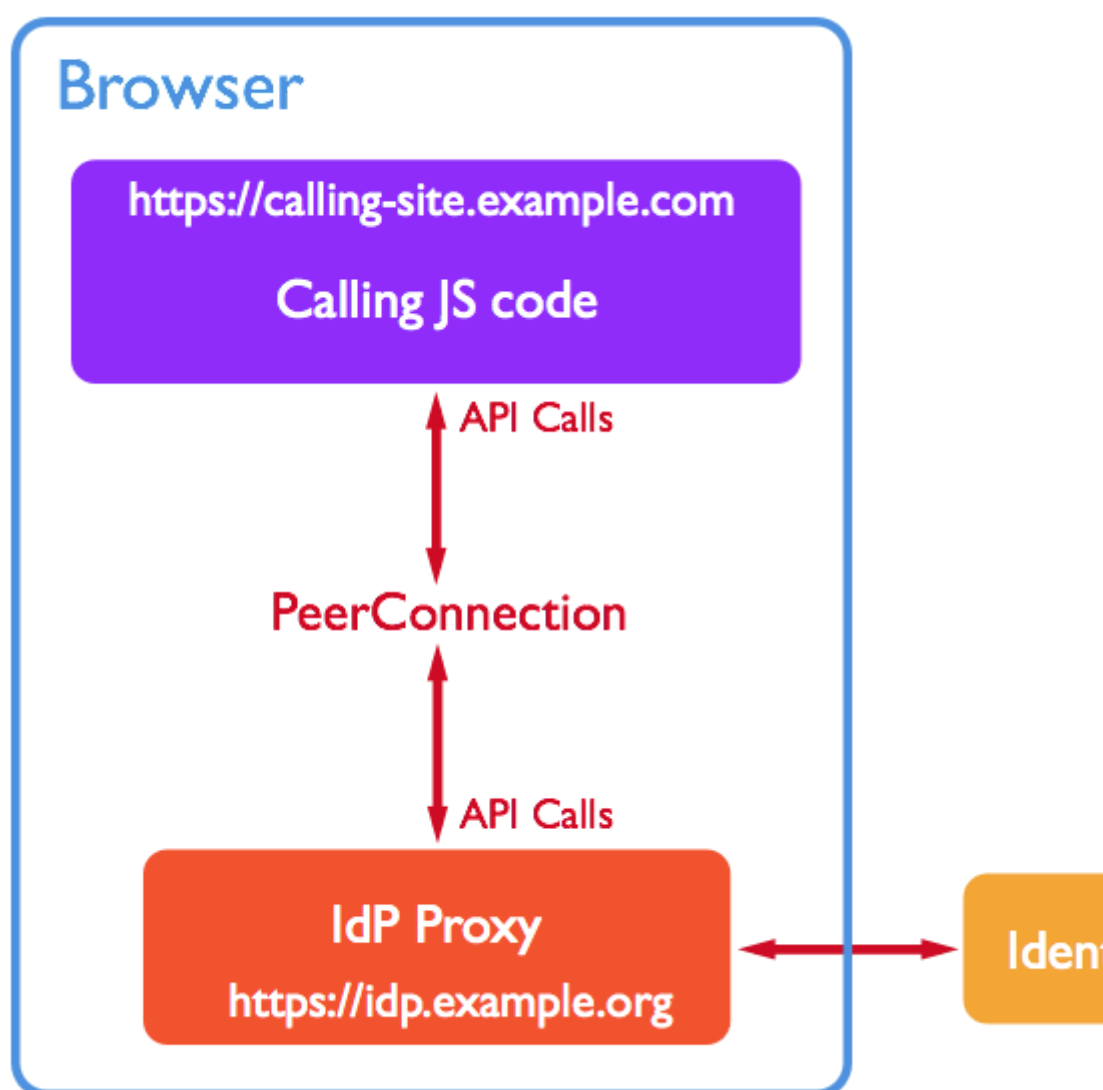 Browser
https://calling-site.example.com
Calling JS code
API Calls
PeerConnection
API Calls
IdP Proxy
https://idp.example.org